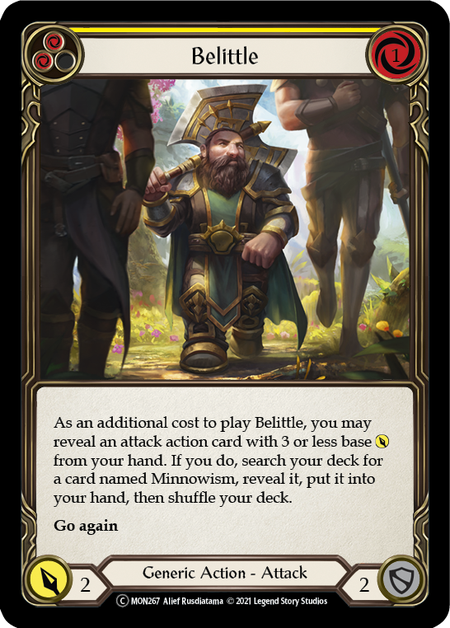 Belittle
1
As an additional cost to play Belittle, you may
reveal an attack action card with 3 or less base
from your hand. If you do, search your deck for
a card named Minnowism, reveal it, put it into
your hand, then shuffle your deck.
Go again
2
Generic Action - Attack
2
C MON267 Alief Rusdiatama © 2021 Legend Story Studios